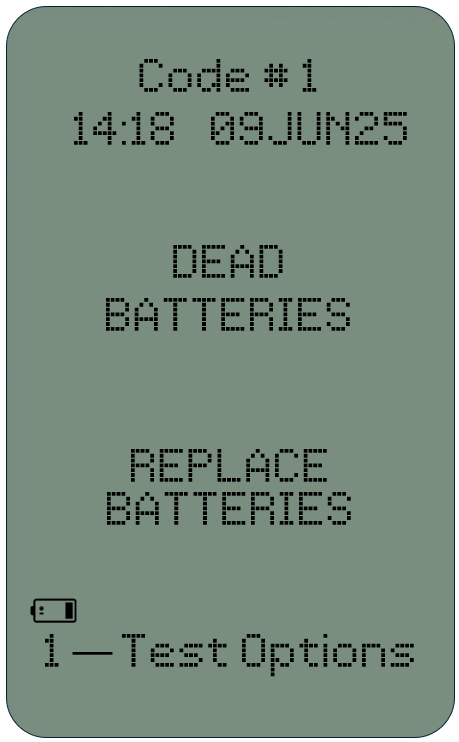 Code # 1
14:18 09JUN25
DEAD
BATTERIES
REPLACE
BATTERIES
1 — Test Options